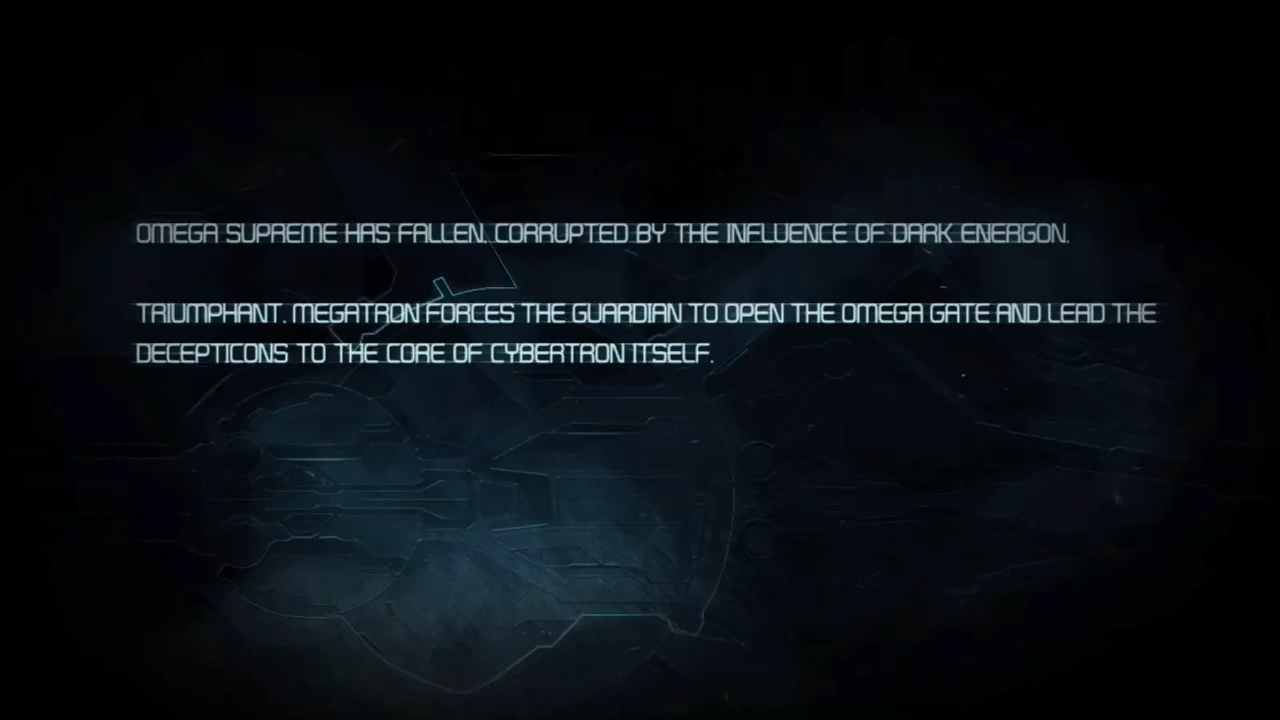 OMEGA SUPREME HAS FALLEN, CORRUPTED BY THE INFLUENCE OF DARK ENERGON.
TRIUMPHANT, MEGATRON FORCES THE GUARDIAN TO OPEN THE OMEGA GATE AND LEAD THE
DECEPTICONS TO THE CORE OF CYBERTRON ITSELF.